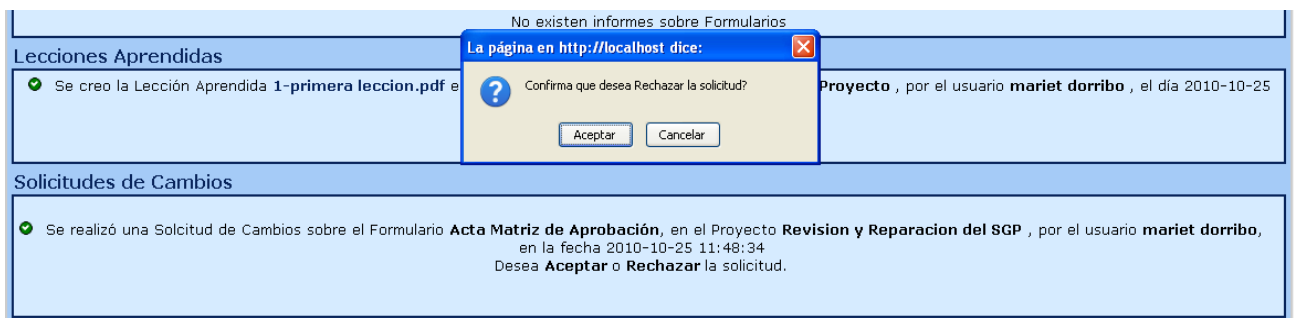 No existen informes sobre Formularios
La página en http://localhost dice:
Lecciones Aprendidas
Se creo la Lección Aprendida 1-primera leccion.pdf e
Confirma que desea Rechazar la solicitud?
Proyecto , por el usuario mariet dorribo , el día 2010-10-25
Aceptar Cancelar
Solicitudes de Cambios
Se realizó una Solcitud de Cambios sobre el Formulario Acta Matriz de Aprobación, en el Proyecto Revision y Reparacion del SGP , por el usuario mariet dorribo,
en la fecha 2010-10-25 11:48:34
Desea Aceptar o Rechazar la solicitud.